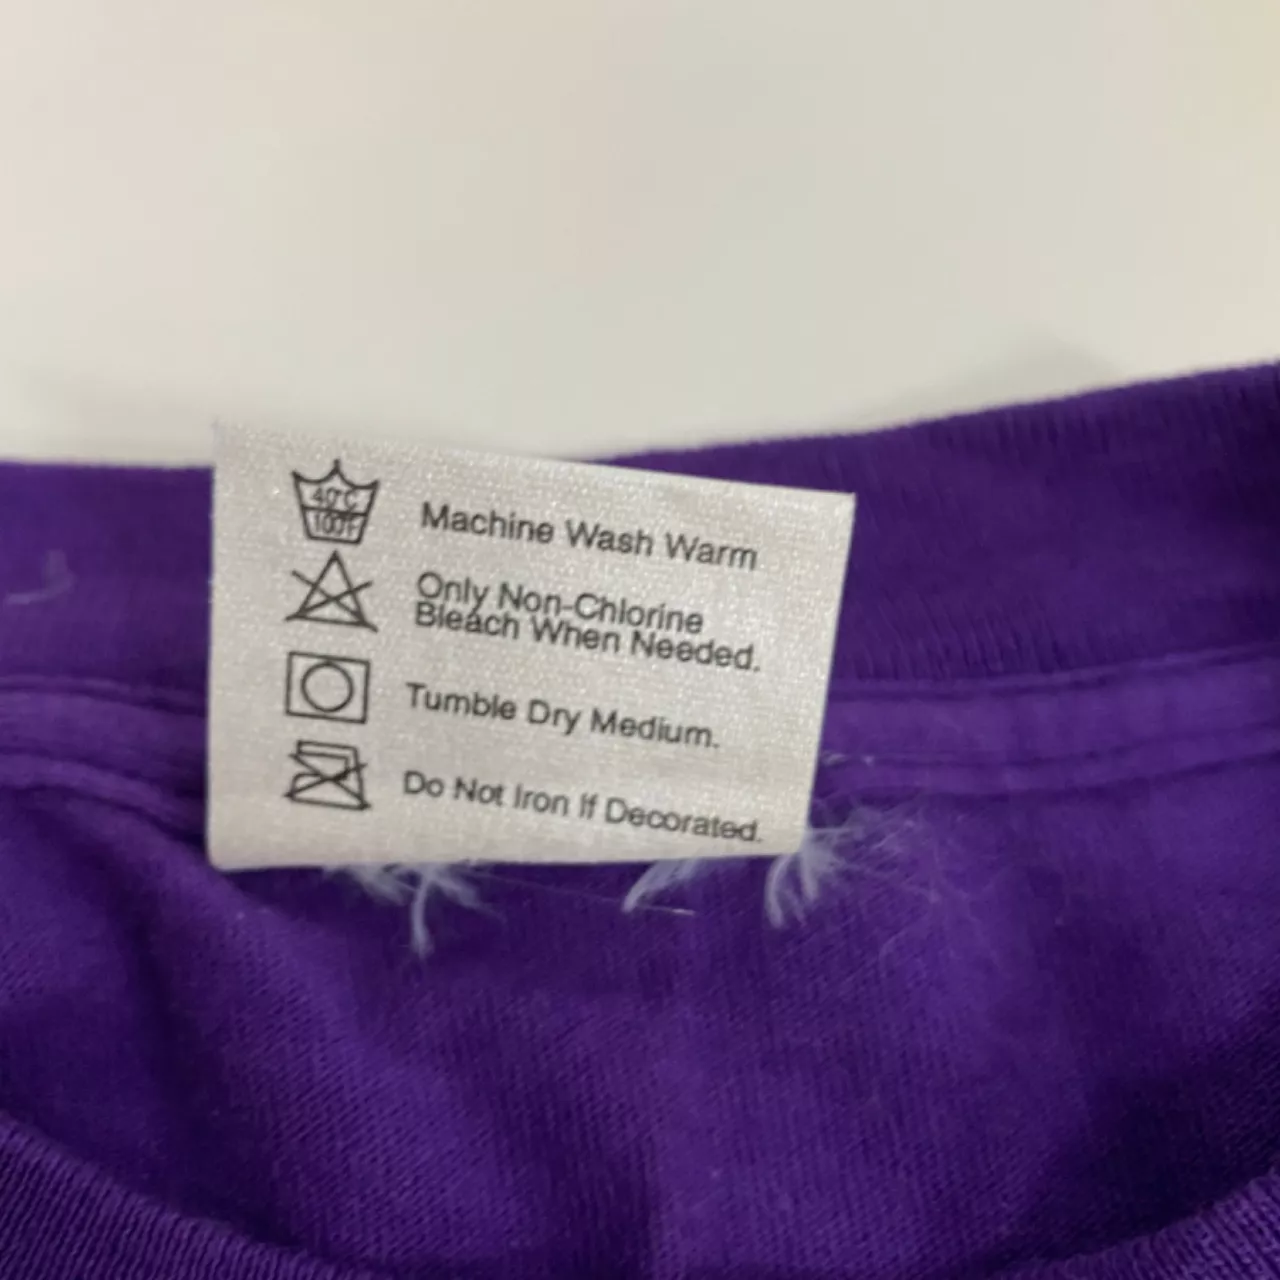 40°C
100°F
Machine Wash Warm
Only Non-Chlorine
Bleach When Needed.
Tumble Dry Medium.
Do Not Iron If Decorated.